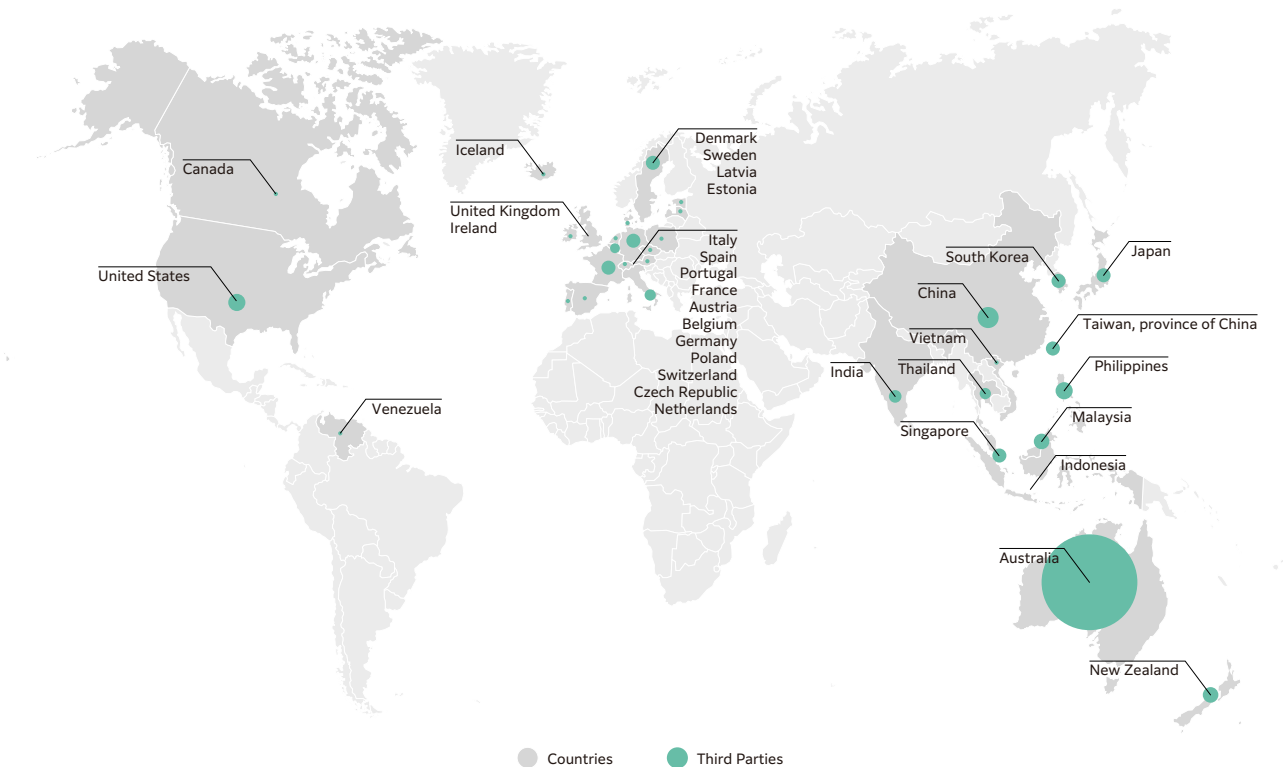 Canada
United States
Venezuela
Iceland
United Kingdom
Ireland
Denmark
Sweden
Latvia
Estonia
Italy
Spain
Portugal
France
Austria
Belgium
Germany
Poland
Switzerland
Czech Republic
Netherlands
South Korea
Japan
China
Taiwan, province of China
Vietnam
India
Thailand
Philippines
Malaysia
Singapore
Indonesia
Australia
New Zealand
Countries
Third Parties